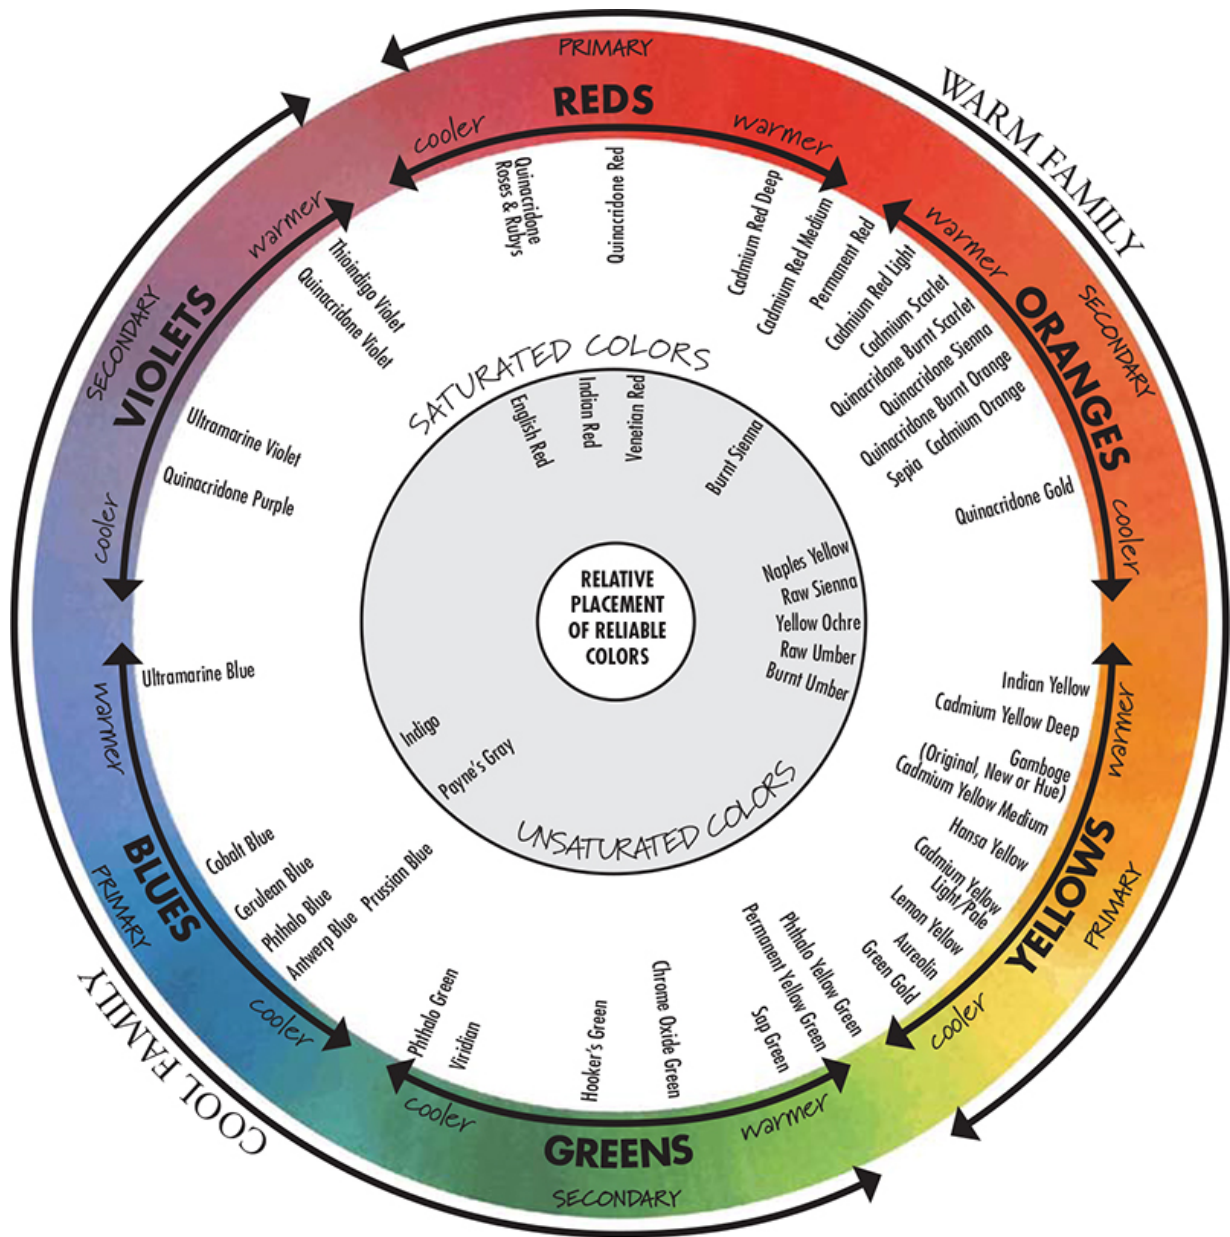 PRIMARY
REDS
cooler
warmer
WARM FAMILY
Quinacridone
Roses & Rubys
Quinacridone Red
Cadmium Red Deep
Cadmium Red Medium
Permanent Red
Cadmium Red Light
warmer
ORANGES
SECONDARY
cooler
Cadmium Scarlet
Quinacridone Burnt Scarlet
Quinacridone Sienna
Quinacridone Burnt Orange
Cadmium Orange
Sepia
Quinacridone Gold
warmer
YELLOWS
PRIMARY
cooler
Indian Yellow
Cadmium Yellow Deep
Gamboge
(Original, New or Hue)
Cadmium Yellow Medium
Hansa Yellow
Cadmium Yellow
Light/Pale
Lemon Yellow
Aureolin
Green Gold
Phthalo Yellow Green
Permanent Yellow Green
Sap Green
Chrome Oxide Green
Hooker's Green
Viridian
Phthalo Green
warmer
GREENS
SECONDARY
cooler
COOL FAMILY
cooler
BLUES
PRIMARY
warmer
Prussian Blue
Antwerp Blue
Phthalo Blue
Cerulean Blue
Cobalt Blue
Ultramarine Blue
cooler
VIOLETS
SECONDARY
warmer
Quinacridone Purple
Ultramarine Violet
Quinacridone Violet
Thioindigo Violet
SATURATED COLORS
English Red
Indian Red
Venetian Red
Burnt Sienna
Naples Yellow
Raw Sienna
Yellow Ochre
Raw Umber
Burnt Umber
Indigo
Payne's Gray
UNSATURATED COLORS
RELATIVE
PLACEMENT
OF RELIABLE
COLORS